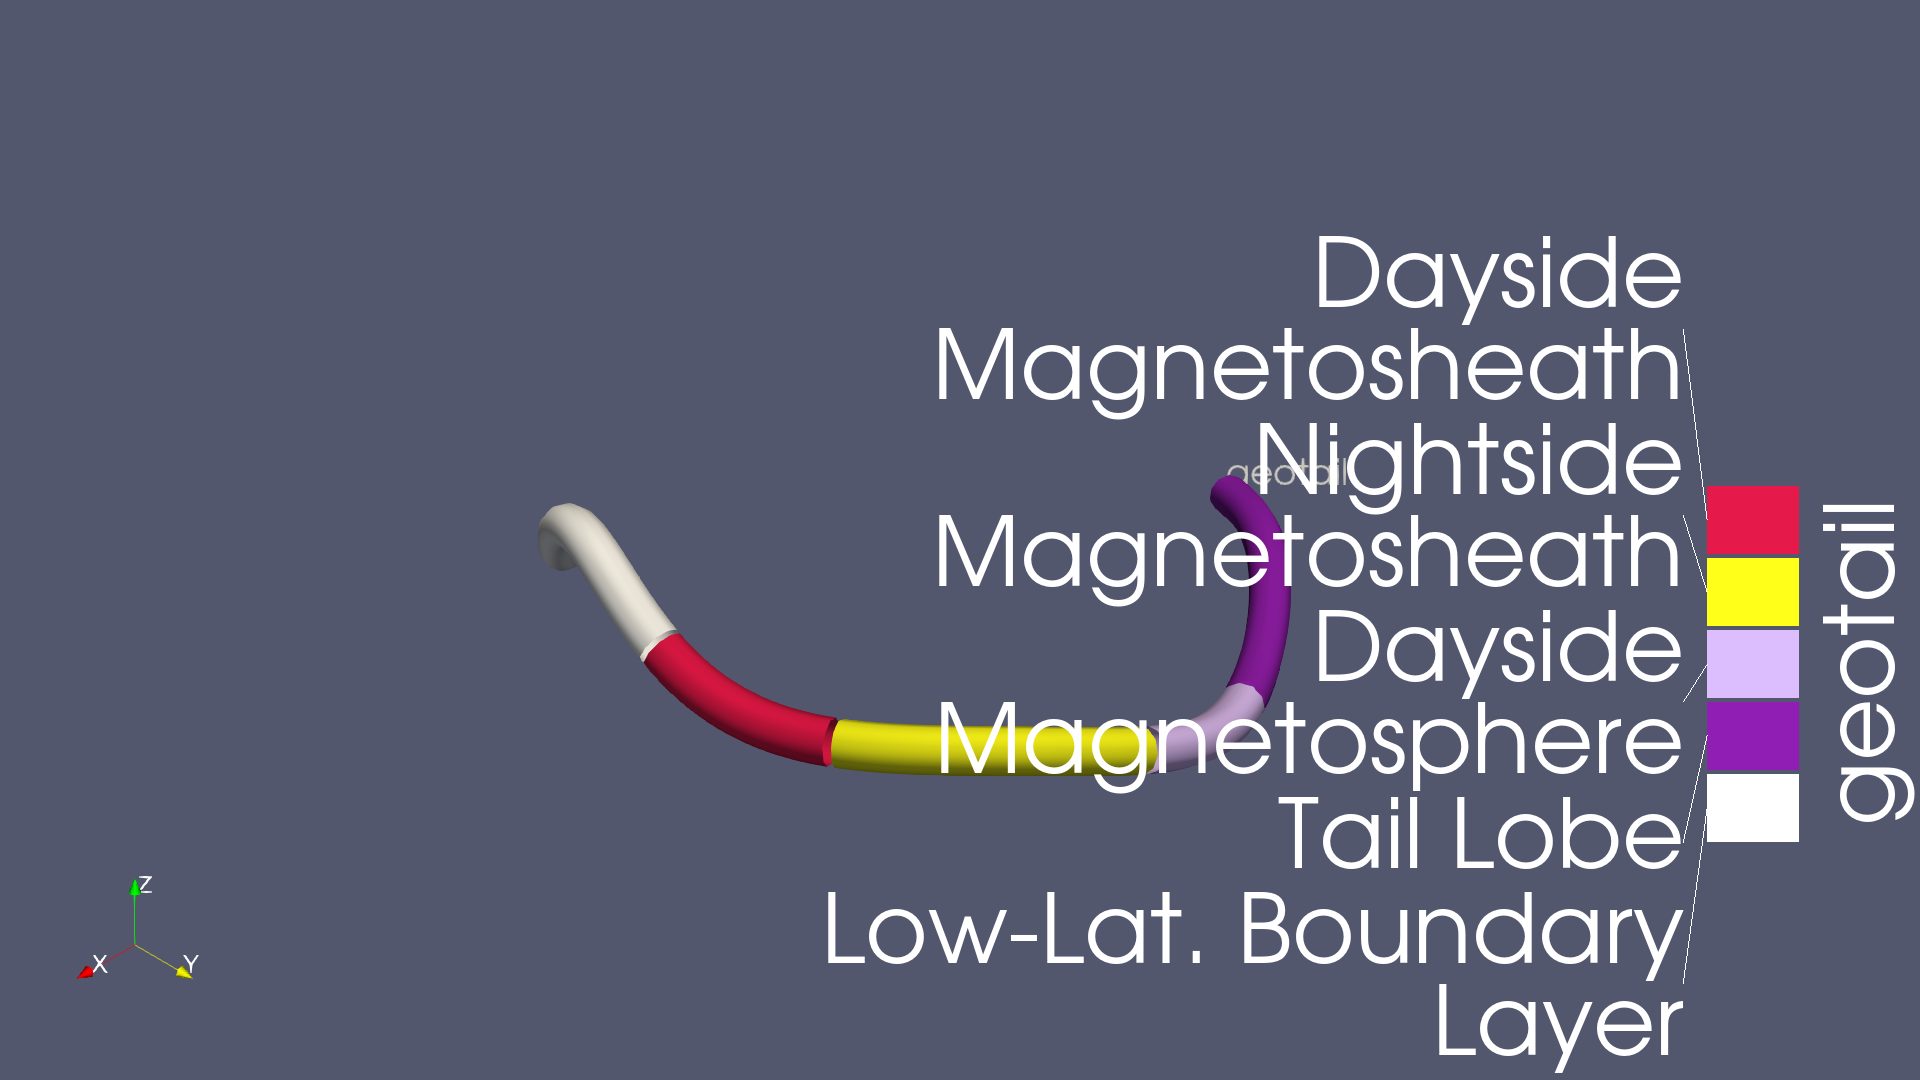 Dayside
Magnetosheath
Nightside
geotail
Magnetosheath
Dayside
Magnetosphere
Tail Lobe
Low-Lat. Boundary
Layer
geotail
Z
X
Y